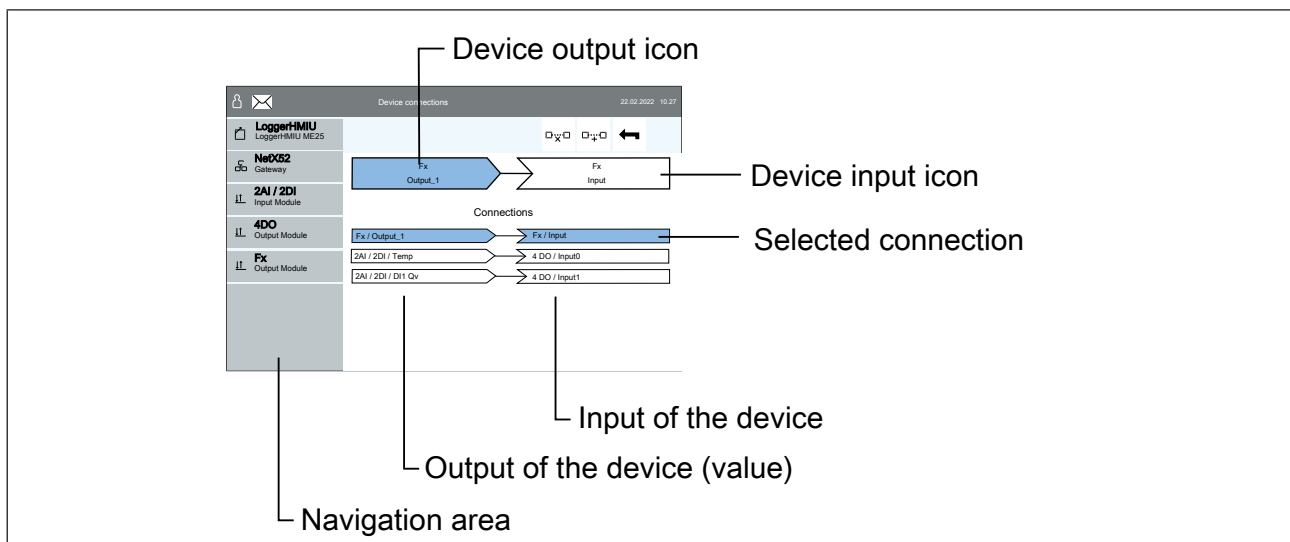 Device output icon
Device connections
22.02.2022 10.27
LoggerHMIU
LoggerHMIU ME25
NetX52
Gateway
2AI / 2DI
Input Module
4DO
Output Module
Fx
Output Module
Fx
Output_1
Fx
Input
Device input icon
Connections
Fx / Output_1
Fx / Input
Selected connection
2AI / 2DI / Temp
4 DO / Input0
2AI / 2DI / DI1 Qv
4 DO / Input1
Input of the device
Output of the device (value)
Navigation area